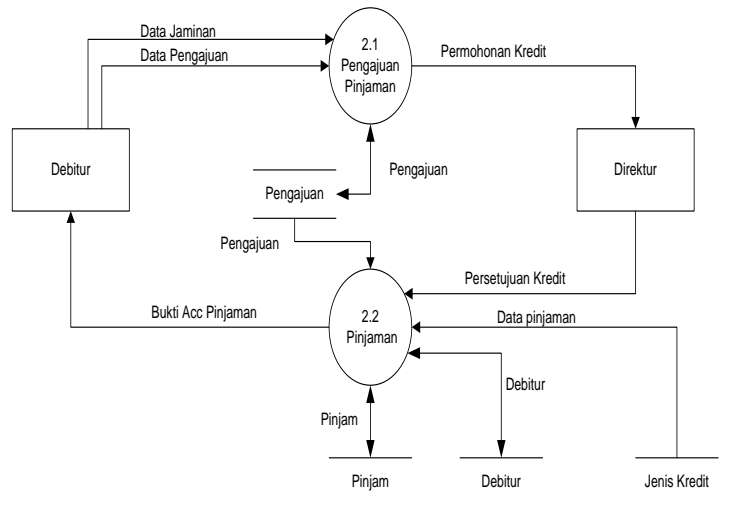 Data Jaminan
Data Pengajuan
2.1
Pengajuan
Pinjaman
Permohonan Kredit
Debitur
Pengajuan
Pengajuan
Direktur
Pengajuan
Persetujuan Kredit
Bukti Acc Pinjaman
2.2
Pinjaman
Data pinjaman
Debitur
Pinjam
Pinjam
Debitur
Jenis Kredit